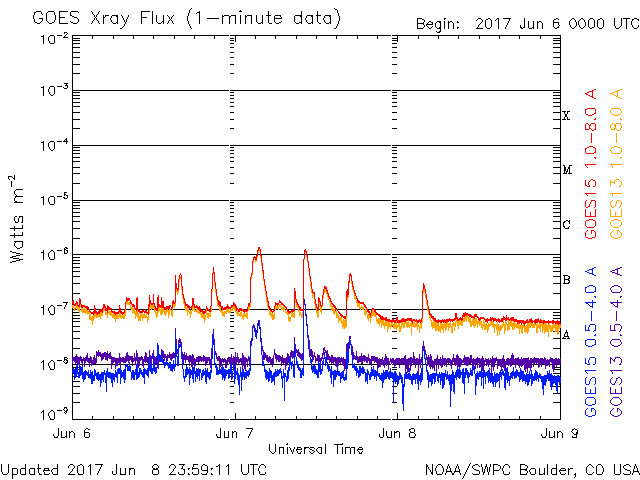 GOES Xray Flux (1-minute data)
Begin: 2017 Jun 6 0000 UTC
10-2
10-3
10-4
10-5
10-6
10-7
10-8
10-9
Watts m-2
X
M
C
B
A
GOES15 1.0-8.0 A
GOES13 1.0-8.0 A
GOES15 0.5-4.0 A
GOES13 0.5-4.0 A
Jun 6
Jun 7
Jun 8
Jun 9
Universal Time
Updated 2017 Jun 8 23:59:11 UTC
NOAA/SWPC Boulder, CO USA